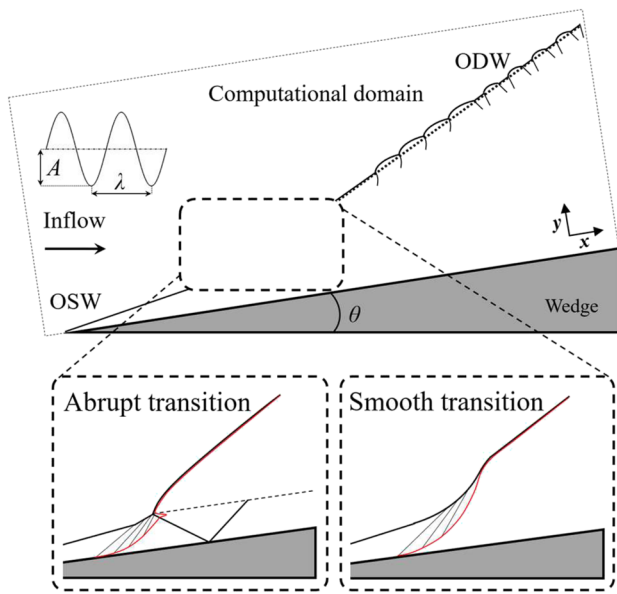 ODW
Computational domain
A
λ
Inflow
y
x
OSW
θ
Wedge
Abrupt transition
Smooth transition